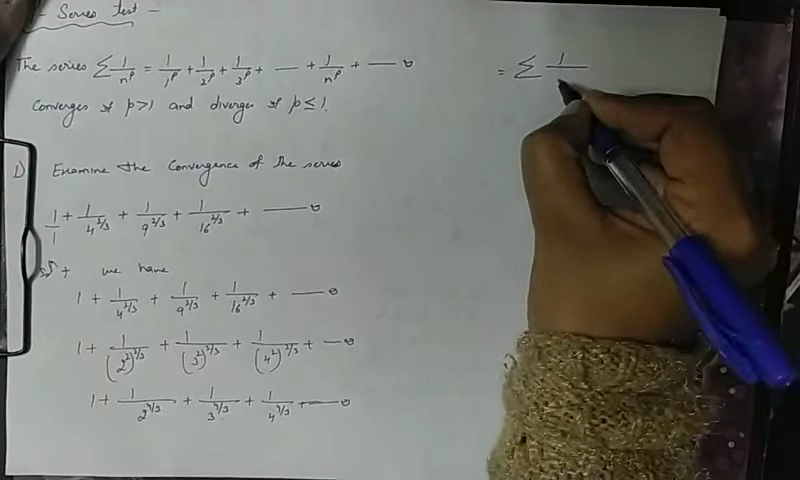 - Series test -
The series ∑ 1/n^p = 1/1^p + 1/2^p + 1/3^p + — + 1/n^p + — ∞
Converges if p>1 and diverges if p ≤ 1.
= ∑ 1/
1) Examine the Convergence of the series
1/1 + 1/4^2/3 + 1/9^2/3 + 1/16^2/3 + — ∞
we have
1 + 1/4^2/3 + 1/9^2/3 + 1/16^2/3 + — ∞
1 + 1/(2^2)^2/3 + 1/(3^2)^2/3 + 1/(4^2)^2/3 + — ∞
1 + 1/2^4/3 + 1/3^4/3 + 1/4^4/3 + — ∞